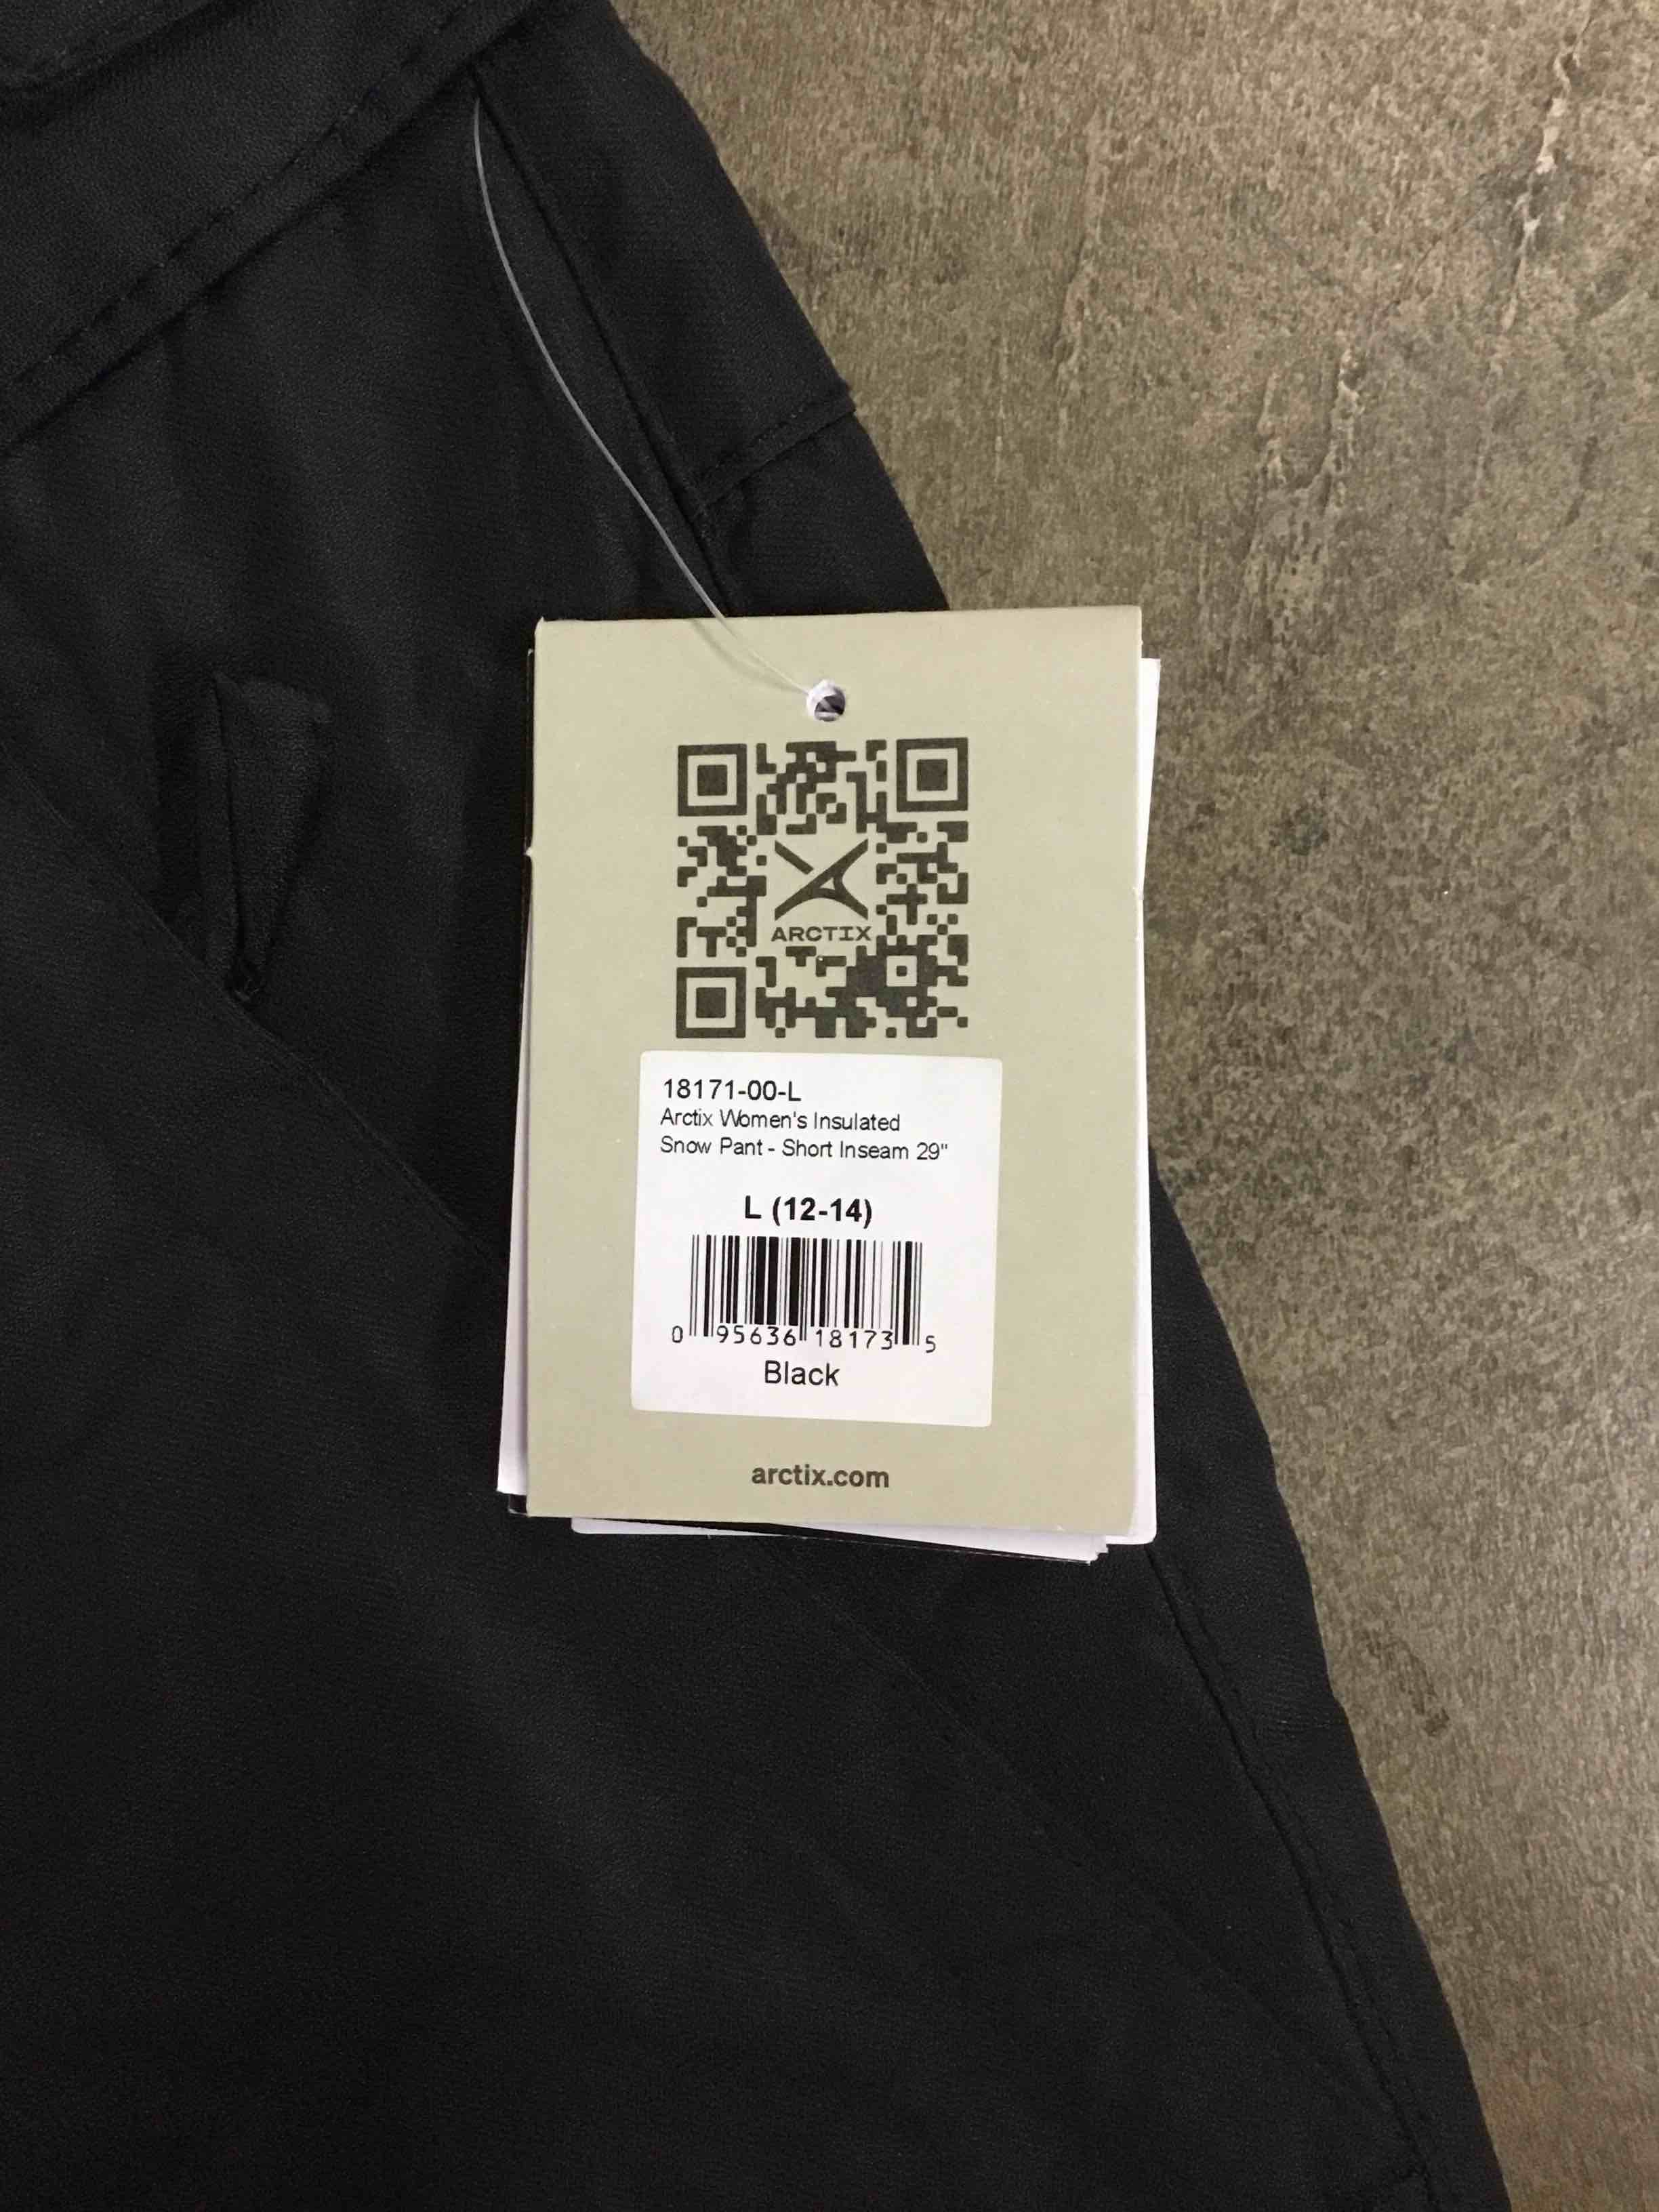 ARCTIX
18171-00-L
Arctix Women's Insulated
Snow Pant - Short Inseam 29"
L (12-14)
0 95636 18173 5
Black
arctix.com